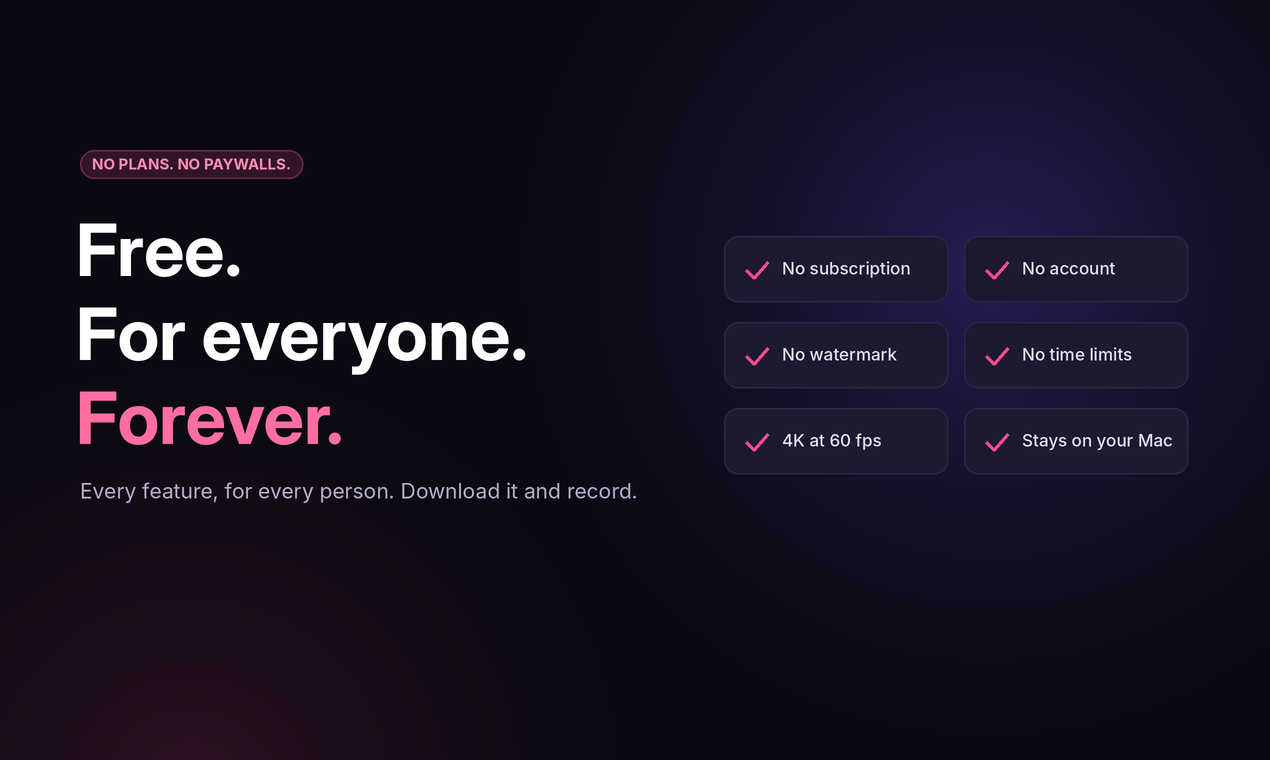 NO PLANS. NO PAYWALLS.
Free.
For everyone.
Forever.
Every feature, for every person. Download it and record.
No subscription
No account
No watermark
No time limits
4K at 60 fps
Stays on your Mac